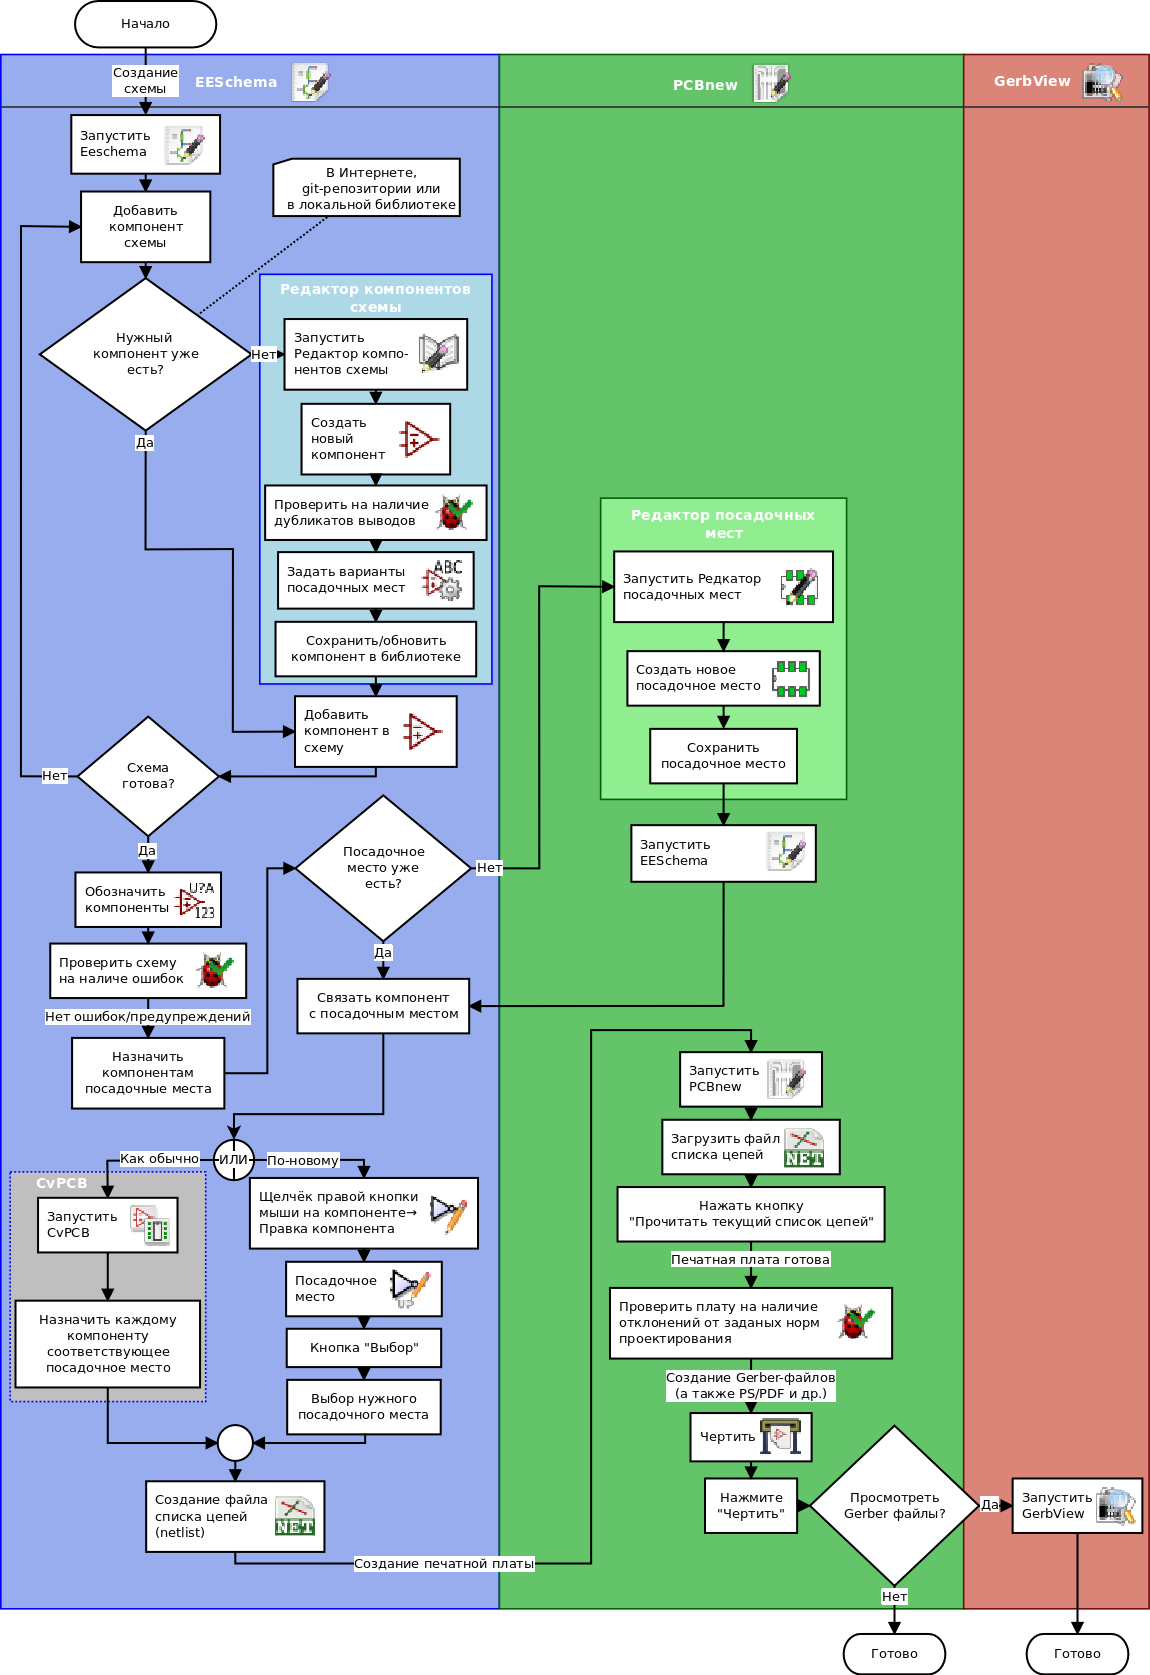 Начало
Создание
схемы
EESchema
PCBnew
GerbView
Запустить
Eeschema
В Интернете,
git-репозитории или
в локальной библиотеке
Добавить
компонент
схемы
Редактор компонентов
схемы
Нужный
компонент уже
есть?
Нет
Запустить
Редактор компо-
нентов схемы
Да
Создать
новый
компонент
Проверить на наличие
дубликатов выводов
Задать варианты
посадочных мест
ABC
Сохранить/обновить
компонент в библиотеке
Добавить
компонент в
схему
Редактор посадочных
мест
Запустить Редкатор
посадочных мест
Создать новое
посадочное место
Сохранить
посадочное место
Запустить
EESchema
Схема
готова?
Нет
Да
Посадочное
место уже
есть?
Нет
Да
Обозначить
компоненты
U?A
123
Проверить схему
на наличе ошибок
Нет ошибок/предупреждений
Назначить
компонентам
посадочные места
Связать компонент
с посадочным местом
Как обычно
ИЛИ
По-новому
CvPCB
Запустить
CvPCB
Назначить каждому
компоненту
соответствующее
посадочное место
Щелчёк правой кнопки
мыши на компоненте→
Правка компонента
Посадочное
место
Кнопка "Выбор"
Выбор нужного
посадочного места
Создание файла
списка цепей
(netlist)
NET
Создание печатной платы
Запустить
PCBnew
Загрузить файл
списка цепей
NET
Нажать кнопку
"Прочитать текущий список цепей"
Печатная плата готова
Проверить плату на наличие
отклонений от заданых норм
проектирования
Создание Gerber-файлов
(а также PS/PDF и др.)
Чертить
Нажмите
"Чертить"
Просмотреть
Gerber файлы?
Да
Запустить
GerbView
Нет
Готово
Готово